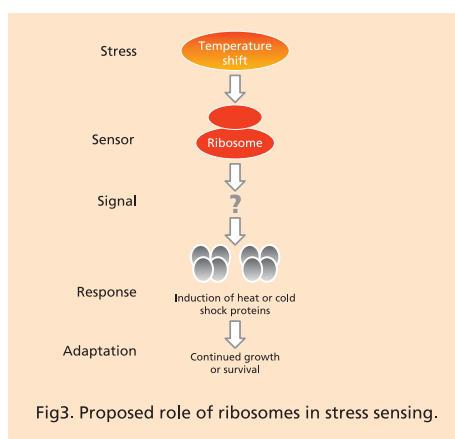 Stress
Temperature
shift
Sensor
Ribosome
Signal
?
Response
Induction of heat or cold
shock proteins
Adaptation
Continued growth
or survival
Fig3. Proposed role of ribosomes in stress sensing.